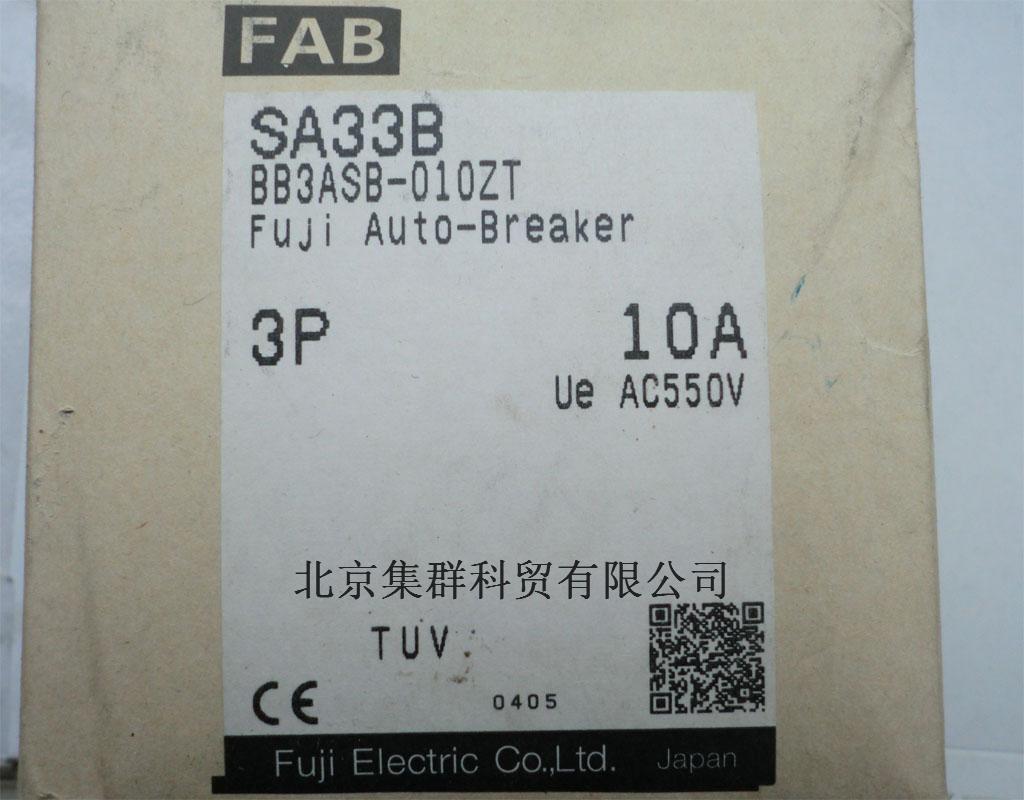 FAB
SA33B
BB3ASB-010ZT
Fuji Auto-Breaker
3P
10A
Ue AC550V
北京集群科贸有限公司
TUV
CE
0405
Fuji Electric Co.,Ltd. Japan